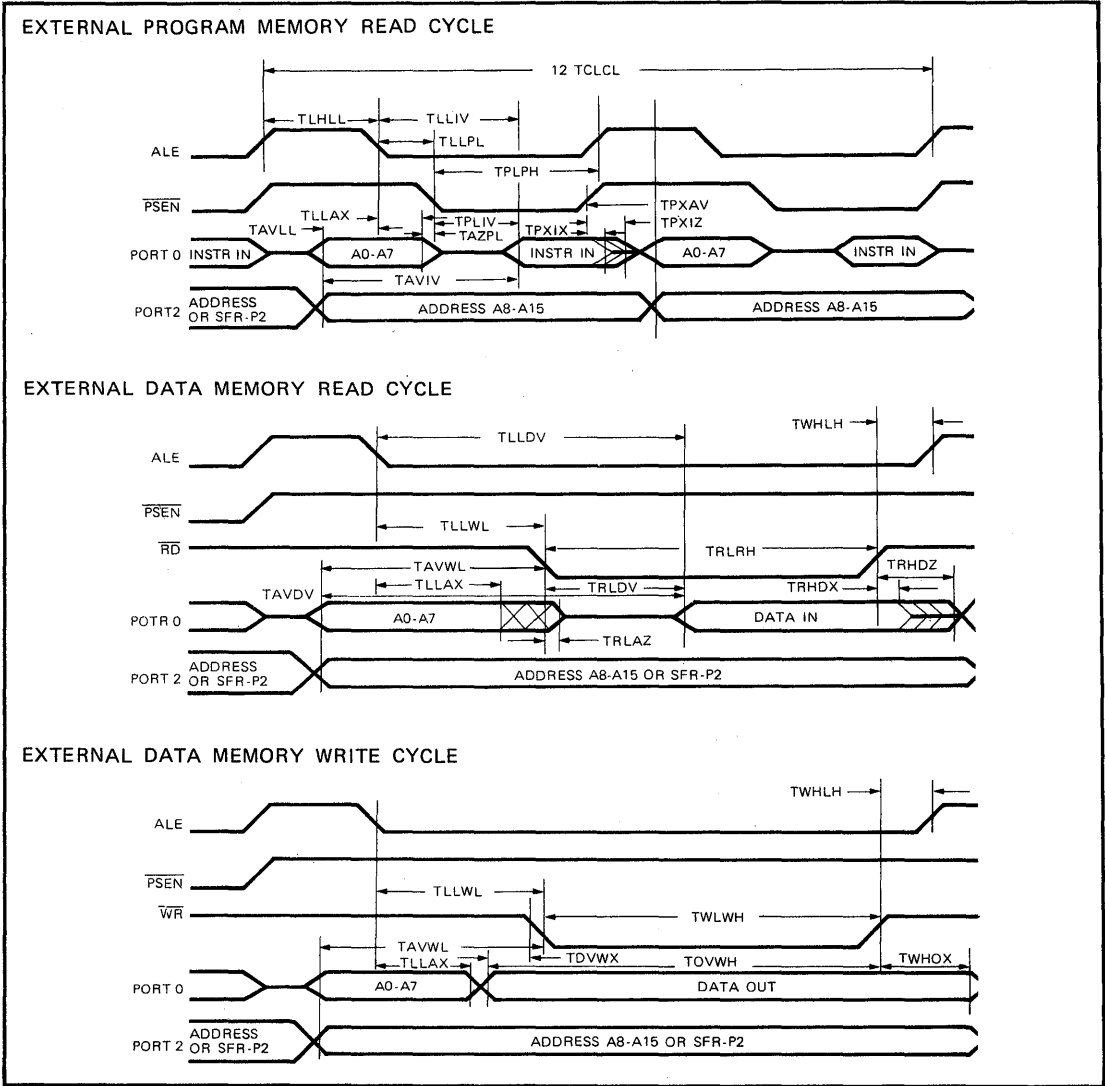 EXTERNAL PROGRAM MEMORY READ CYCLE
12 TCLCL
TLHLL
TLLIV
TLLPL
ALE
TPLPH
PSEN
TPXAV
TLLAX
TPLIV
TPXIZ
TAVLL
TAZPL
TPXIX
PORT 0
INSTR IN
A0-A7
INSTR IN
A0-A7
INSTR IN
TAVIV
PORT2
ADDRESS
OR SFR-P2
ADDRESS A8-A15
ADDRESS A8-A15
EXTERNAL DATA MEMORY READ CYCLE
TLLDV
TWHLH
ALE
PSEN
TLLWL
RD
TRLRH
TAVWL
TRHDZ
TLLAX
TRLDV
TRHDX
TAVDV
POTR 0
A0-A7
DATA IN
TRLAZ
PORT 2
ADDRESS
OR SFR-P2
ADDRESS A8-A15 OR SFR-P2
EXTERNAL DATA MEMORY WRITE CYCLE
TWHLH
ALE
PSEN
TLLWL
WR
TWLWH
TAVWL
TLLAX
TDVWX
TOVWH
TWHOX
PORT 0
A0-A7
DATA OUT
PORT 2
ADDRESS
OR SFR-P2
ADDRESS A8-A15 OR SFR-P2